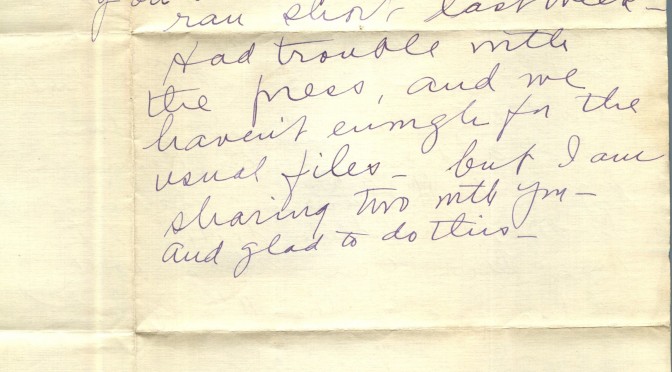 ran short last week—
Had trouble with
the press, and we
haven't enough for the
usual files— but I am
sharing two with you—
and glad to do this—